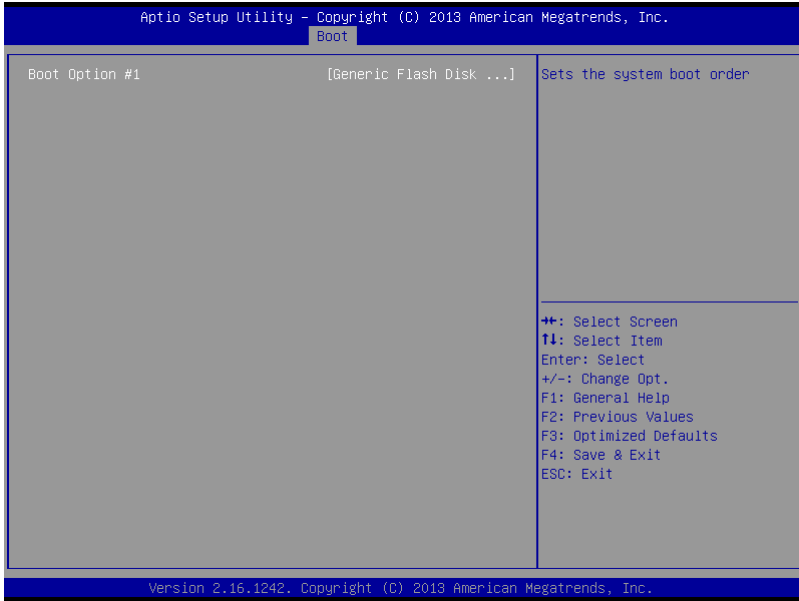 Aptio Setup Utility – Copyright (C) 2013 American Megatrends, Inc.
Boot
Boot Option #1 [Generic Flash Disk ...]
Sets the system boot order
→←: Select Screen
↑↓: Select Item
Enter: Select
+/-: Change Opt.
F1: General Help
F2: Previous Values
F3: Optimized Defaults
F4: Save & Exit
ESC: Exit
Version 2.16.1242. Copyright (C) 2013 American Megatrends, Inc.